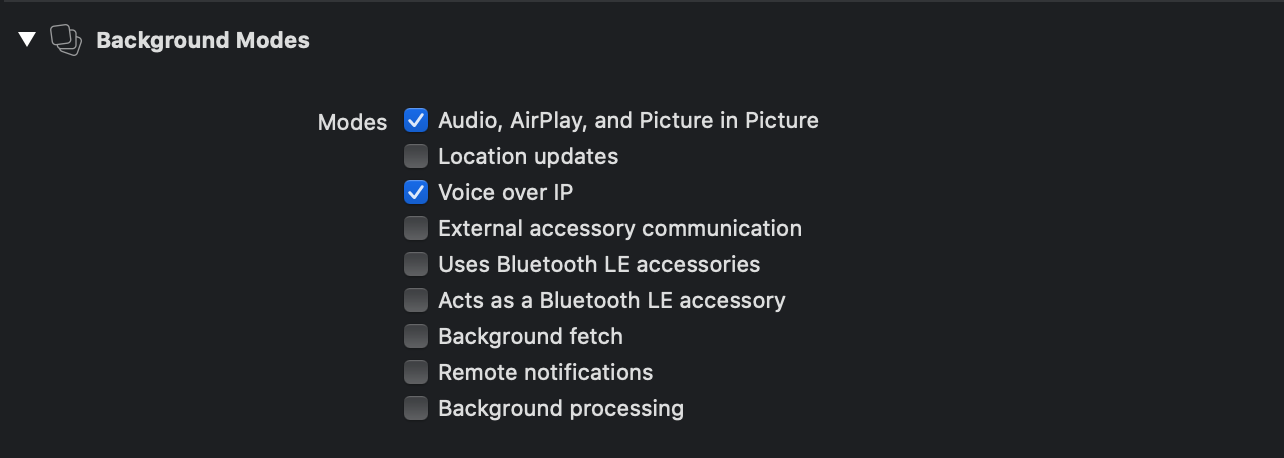 Background Modes
Modes Audio, AirPlay, and Picture in Picture
Location updates
Voice over IP
External accessory communication
Uses Bluetooth LE accessories
Acts as a Bluetooth LE accessory
Background fetch
Remote notifications
Background processing